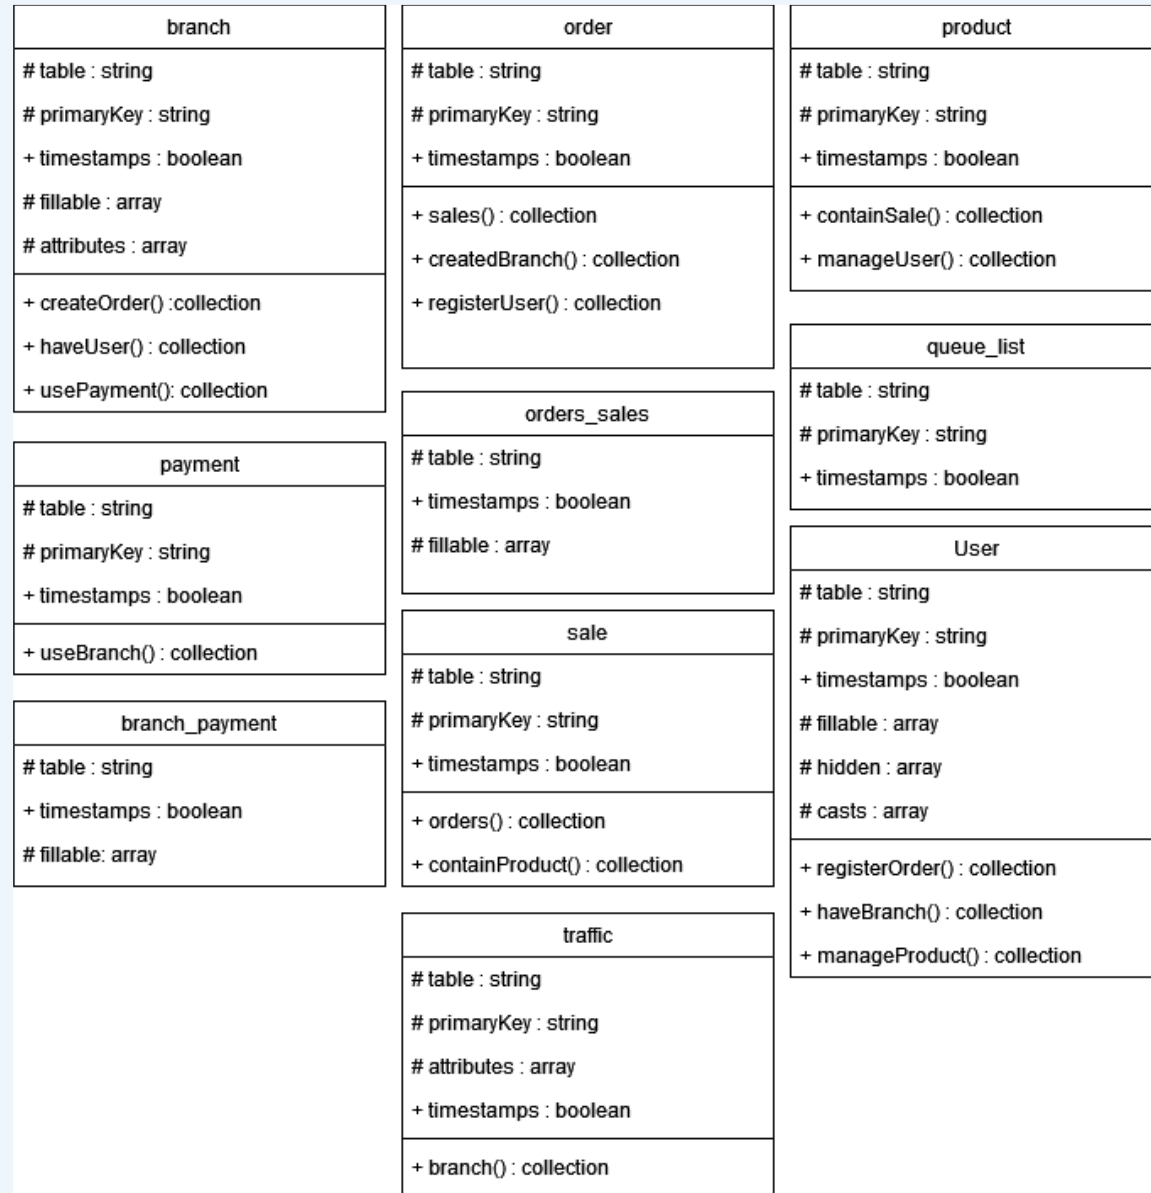 branch
# table : string
# primaryKey : string
+ timestamps : boolean
# fillable : array
# attributes : array
+ createOrder() :collection
+ haveUser() : collection
+ usePayment(): collection
payment
# table : string
# primaryKey : string
+ timestamps : boolean
+ useBranch() : collection
branch_payment
# table : string
+ timestamps : boolean
# fillable: array
order
# table : string
# primaryKey : string
+ timestamps : boolean
+ sales() : collection
+ createdBranch() : collection
+ registerUser() : collection
orders_sales
# table : string
+ timestamps : boolean
# fillable : array
sale
# table : string
# primaryKey : string
+ timestamps : boolean
+ orders() : collection
+ containProduct() : collection
traffic
# table : string
# primaryKey : string
# attributes : array
+ timestamps : boolean
+ branch() : collection
product
# table : string
# primaryKey : string
+ timestamps : boolean
+ containSale() : collection
+ manageUser() : collection
queue_list
# table : string
# primaryKey : string
+ timestamps : boolean
User
# table : string
# primaryKey : string
+ timestamps : boolean
# fillable : array
# hidden : array
# casts : array
+ registerOrder() : collection
+ haveBranch() : collection
+ manageProduct() : collection